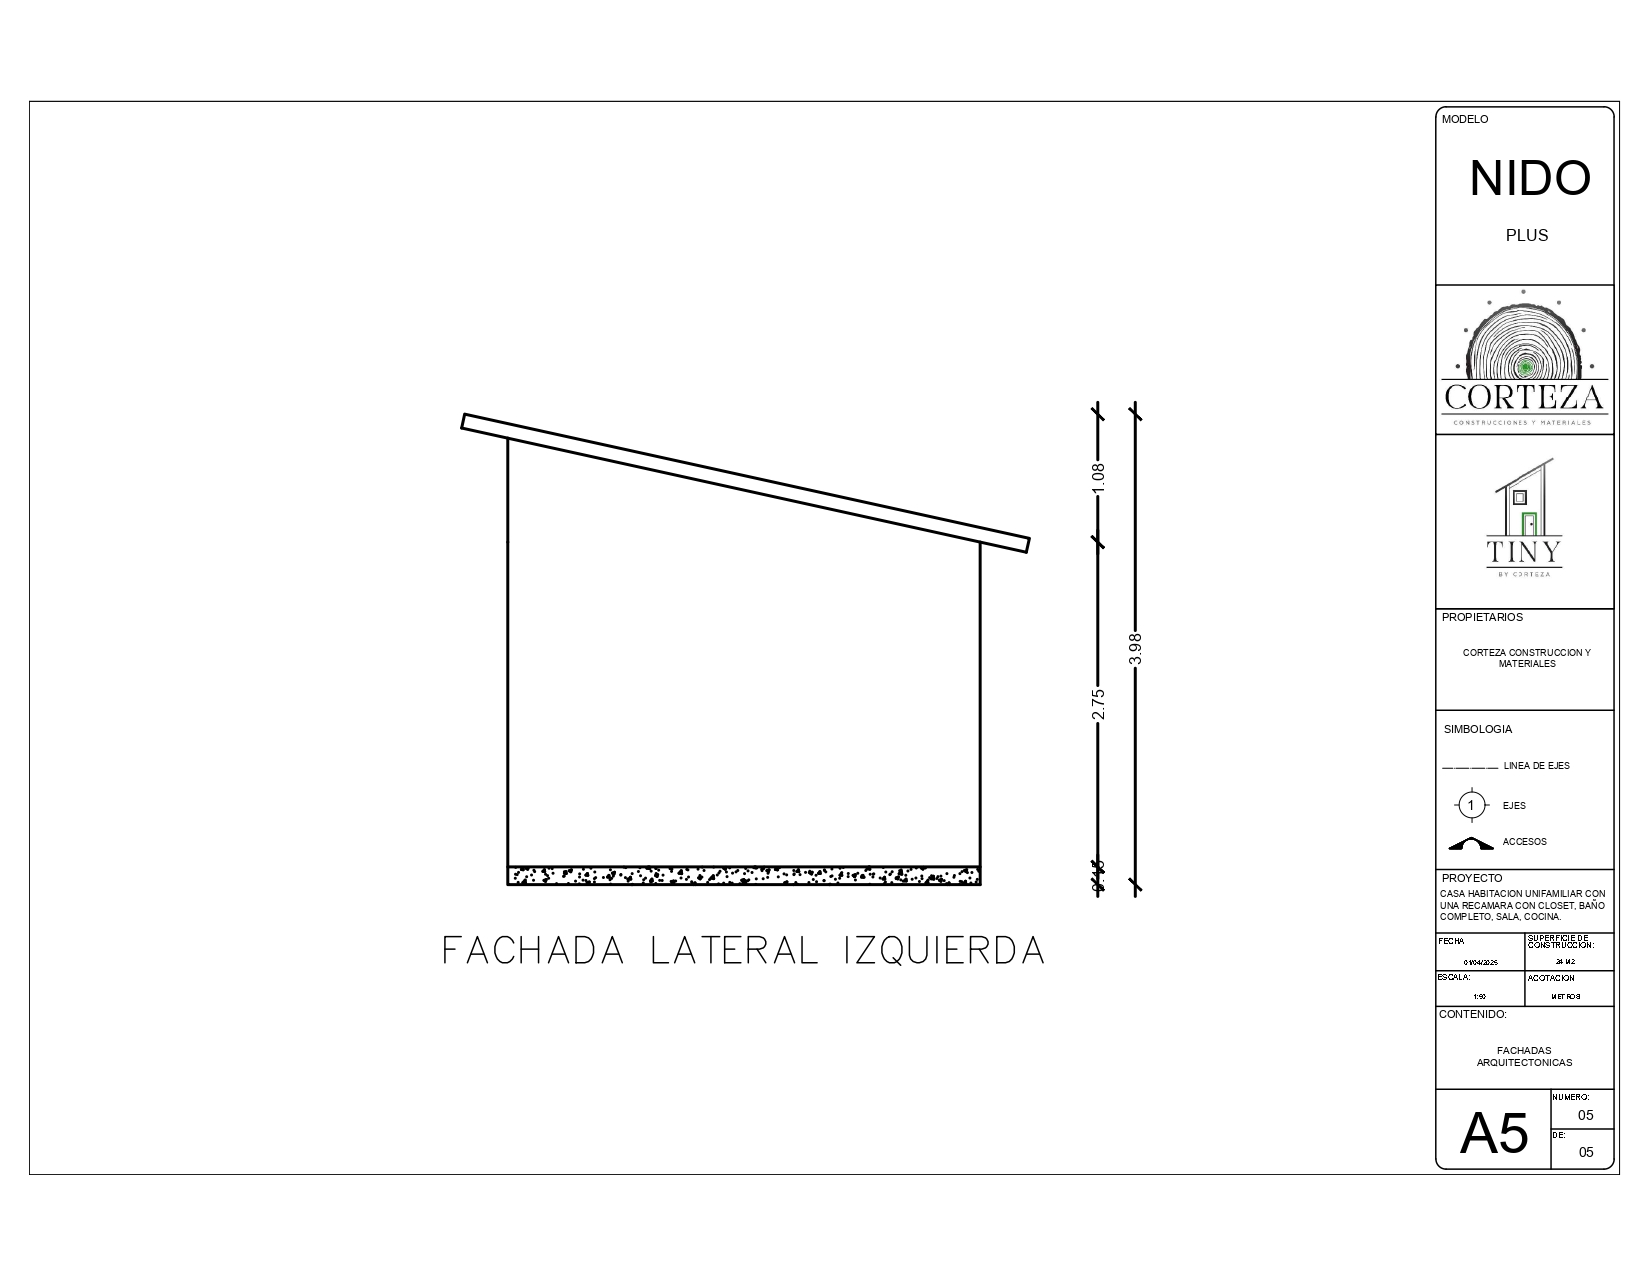 MODELO
NIDO
PLUS
CORTEZA
CONSTRUCCIONES Y MATERIALES
TINY
BY CORTEZA
PROPIETARIOS
CORTEZA CONSTRUCCION Y
MATERIALES
SIMBOLOGIA
LINEA DE EJES
1
EJES
ACCESOS
PROYECTO
CASA HABITACION UNIFAMILIAR CON
UNA RECAMARA CON CLOSET, BAÑO
COMPLETO, SALA, COCINA.
FECHA
01/04/2025
SUPERFICIE DE
CONSTRUCCION:
24 M2
ESCALA:
1:50
ACOTACION
METROS
CONTENIDO:
FACHADAS
ARQUITECTONICAS
A5
NUMERO:
05
DE:
05
1.08
3.98
2.75
0.15
FACHADA LATERAL IZQUIERDA